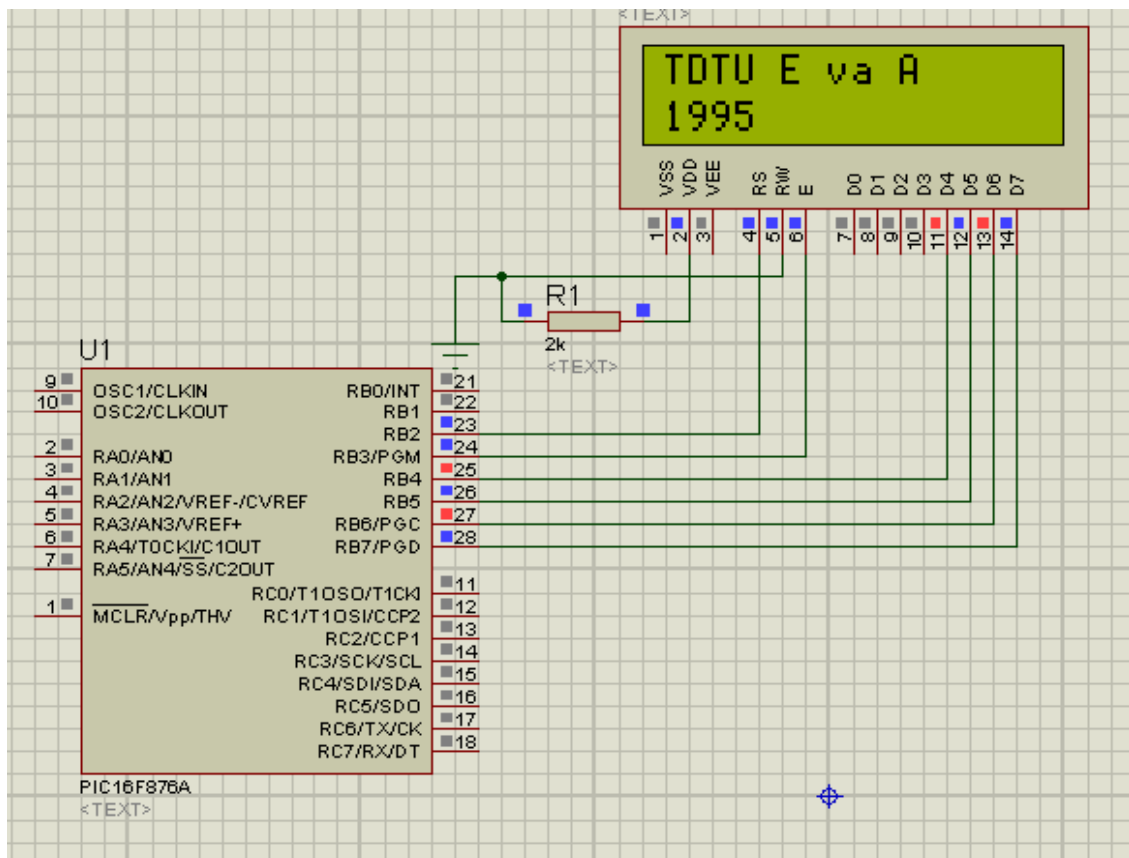 <TEXT>
TDTU E va A
1995
VSS VDD VEE RS RW E D0 D1 D2 D3 D4 D5 D6 D7
1 2 3 4 5 6 7 8 9 10 11 12 13 14
R1
2k
<TEXT>
U1
9 OSC1/CLKIN RB0/INT 21
10 OSC2/CLKOUT RB1 22
RB2 23
2 RA0/AN0 RB3/PGM 24
3 RA1/AN1 RB4 25
4 RA2/AN2/VREF-/CVREF RB5 26
5 RA3/AN3/VREF+ RB6/PGC 27
6 RA4/T0CKI/C1OUT RB7/PGD 28
7 RA5/AN4/SS/C2OUT
RC0/T1OSO/T1CKI 11
1 MCLR/Vpp/THV RC1/T1OSI/CCP2 12
RC2/CCP1 13
RC3/SCK/SCL 14
RC4/SDI/SDA 15
RC5/SDO 16
RC6/TX/CK 17
RC7/RX/DT 18
PIC16F876A
<TEXT>